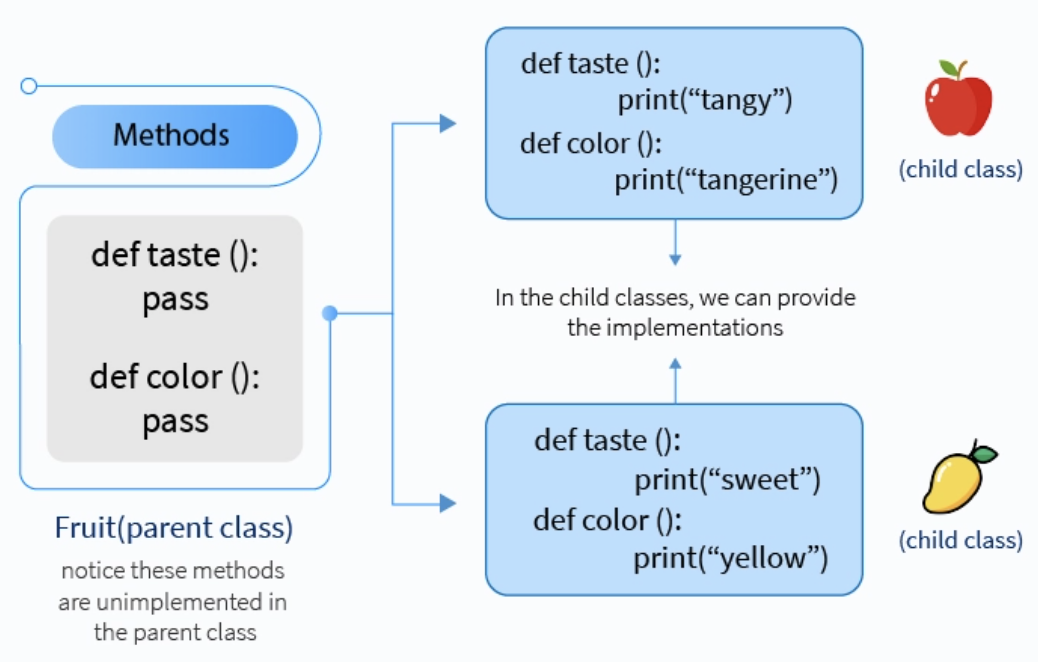 Methods
def taste ():
pass
def color ():
pass
Fruit(parent class)
notice these methods
are unimplemented in
the parent class
def taste ():
print(“tangy”)
def color ():
print(“tangerine”)
(child class)
In the child classes, we can provide
the implementations
def taste ():
print(“sweet”)
def color ():
print(“yellow”)
(child class)